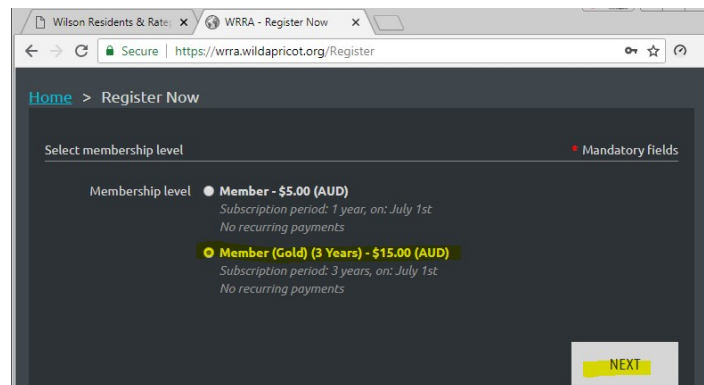 Wilson Residents & Rate
WRRA - Register Now
Secure | https://wrra.wildapricot.org/Register
Home > Register Now
Select membership level
* Mandatory fields
Membership level
Member - $5.00 (AUD)
Subscription period: 1 year, on: July 1st
No recurring payments
Member (Gold) (3 Years) - $15.00 (AUD)
Subscription period: 3 years, on: July 1st
No recurring payments
NEXT